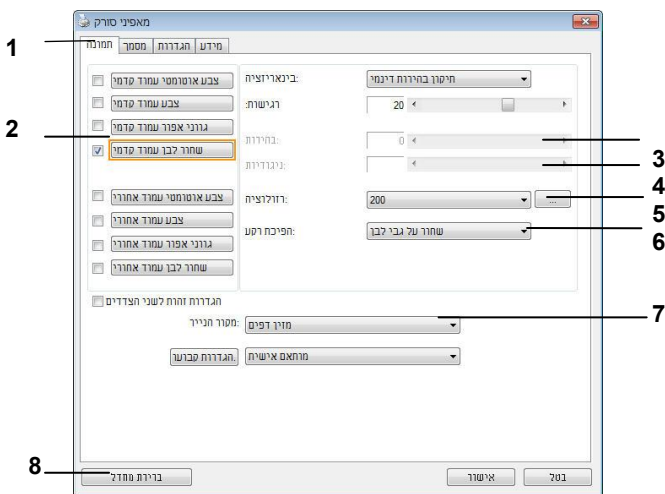 מאפיני סורק
תמונה מסמך הגדרות מידע
1
2
צבע אוטומטי עמוד קדמי
צבע עמוד קדמי
גווני אפור עמוד קדמי
שחור לבן עמוד קדמי
צבע אוטומטי עמוד אחורי
צבע עמוד אחורי
גווני אפור עמוד אחורי
שחור לבן עמוד אחורי
בינאריזציה: תיקון בהירות דינמי
רגישות: 20
בהירות: 0
ניגודיות:
3
רזולוציה: 200 ...
4
הפיכת רקע: שחור על גבי לבן
5
6
הגדרות זהות לשני הצדדים
מקור הנייר: מזין דפים
7
הגדרות קבוער. מותאם אישית
8
ברירת מחדל אישור בטל